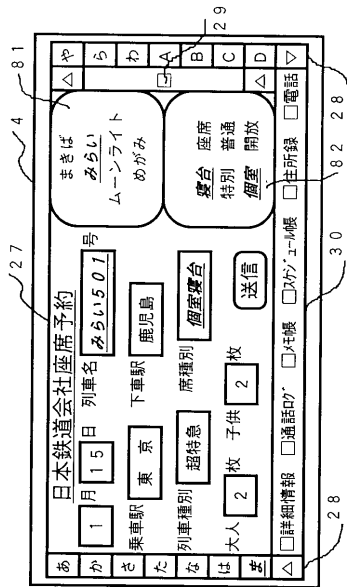 27
4
81
日本鉄道会社座席予約
1 月 15 日 列車名 みらい501 号
乗車駅 東 京 下車駅 鹿児島
列車種別 超特急 席種別 個室寝台
大人 2 枚 子供 2 枚 送信
まきば
みらい
ムーンライト
めがみ
寝台 座席
特別 普通
個室 開放
あ
か
さ
た
な
は
ま
△
や
ら
わ
A
B
C
D
▽
△
△
29
82
□詳細情報 □通話ログ □メモ帳 □スケジュール帳 □住所録 □電話
28
30
28